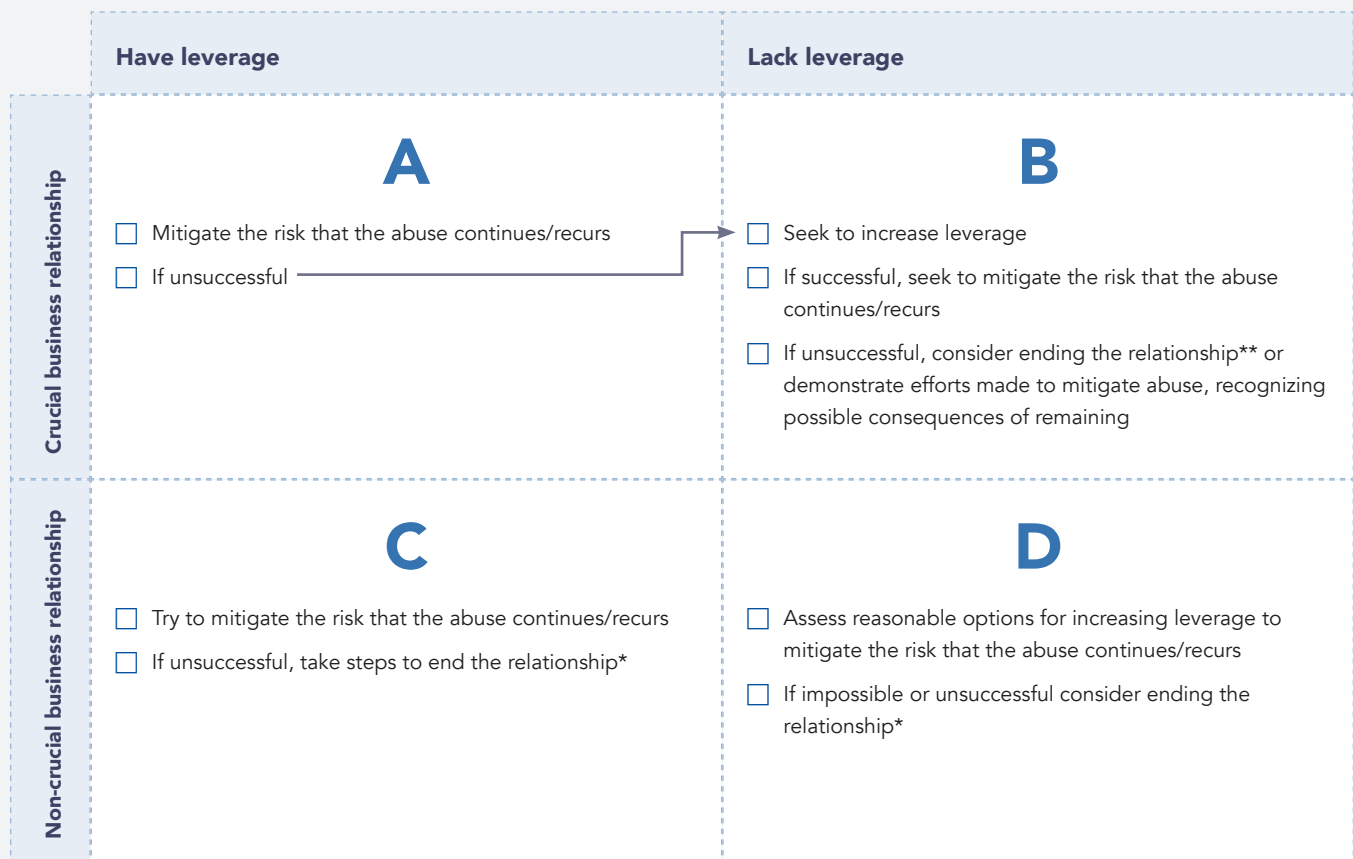 Have leverage
Lack leverage
Crucial business relationship
A
Mitigate the risk that the abuse continues/recurs
If unsuccessful
B
Seek to increase leverage
If successful, seek to mitigate the risk that the abuse
continues/recurs
If unsuccessful, consider ending the relationship** or
demonstrate efforts made to mitigate abuse, recognizing
possible consequences of remaining
Non-crucial business relationship
C
Try to mitigate the risk that the abuse continues/recurs
If unsuccessful, take steps to end the relationship*
D
Assess reasonable options for increasing leverage to
mitigate the risk that the abuse continues/recurs
If impossible or unsuccessful consider ending the
relationship*